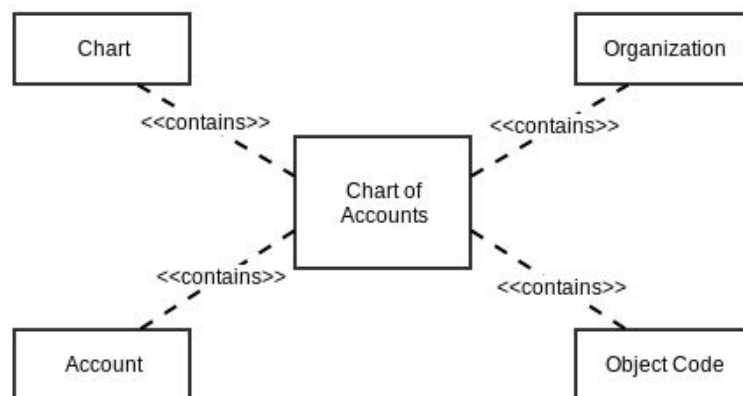 Chart
Organization
<<contains>>
<<contains>>
Chart of
Accounts
<<contains>>
<<contains>>
Account
Object Code